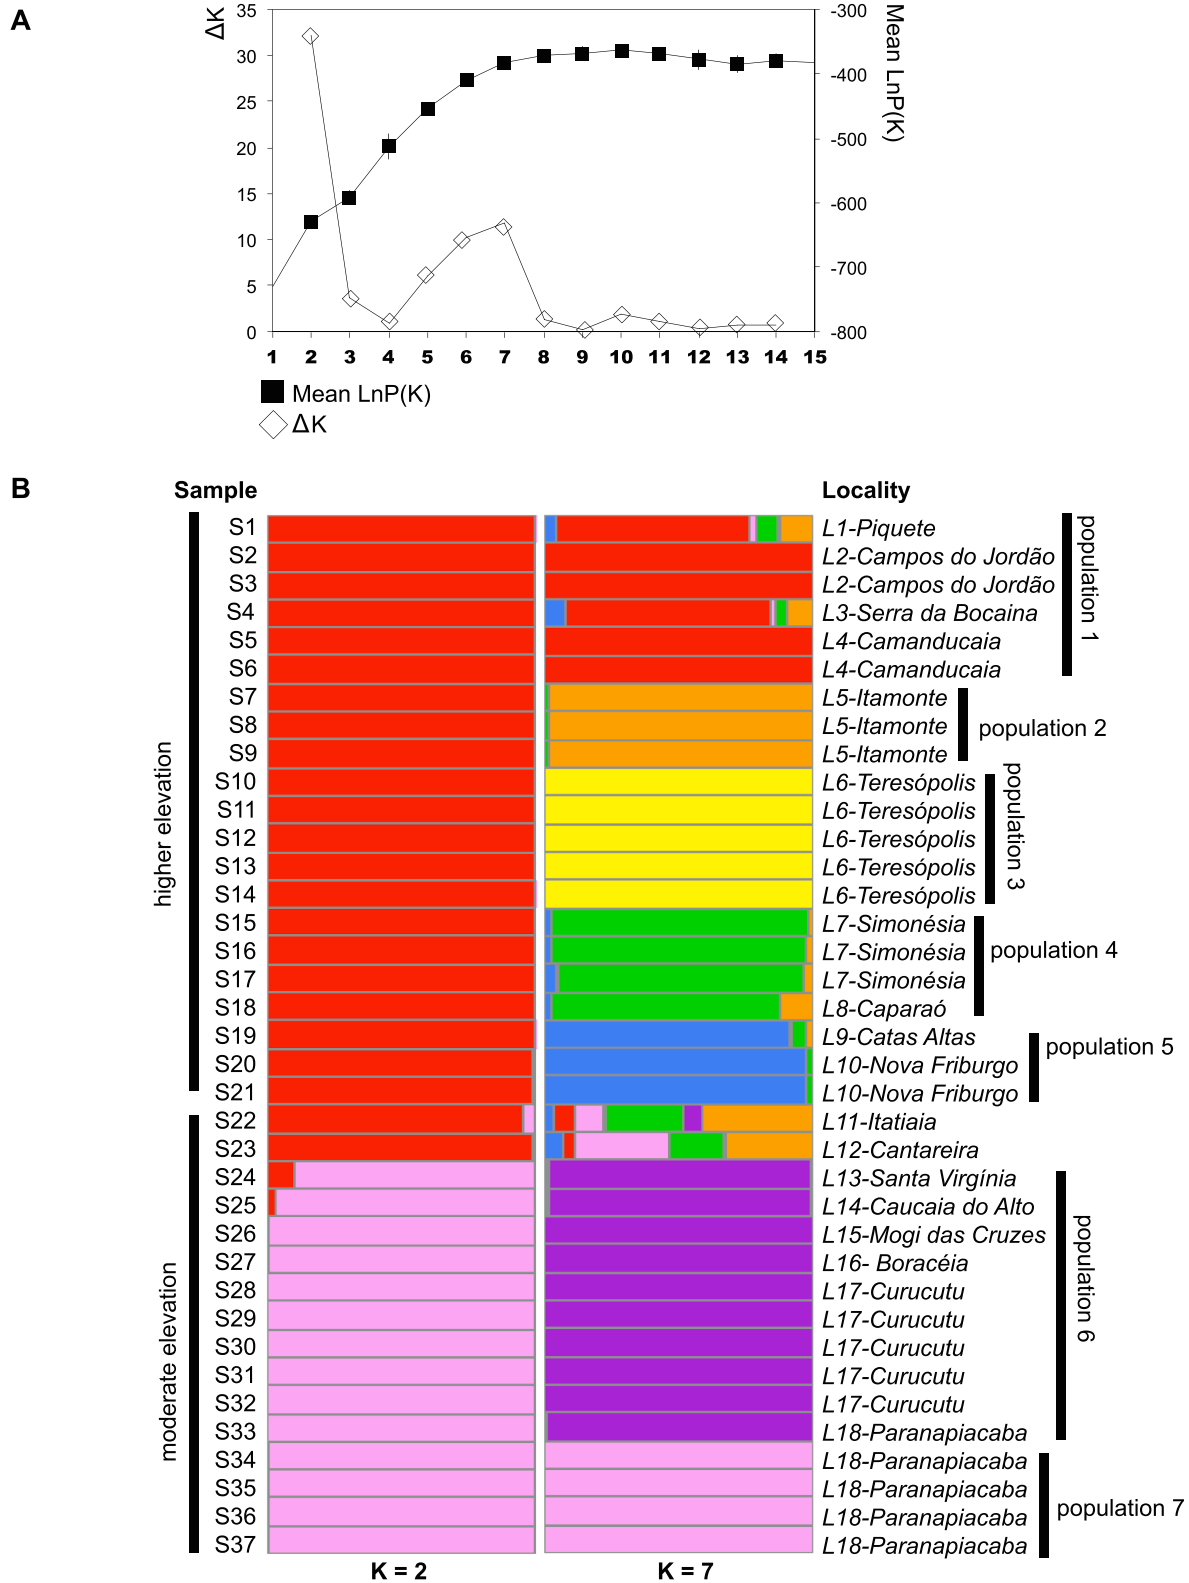 A
ΔK
Mean LnP(K)
35
30
25
20
15
10
5
0
-300
-400
-500
-600
-700
-800
1 2 3 4 5 6 7 8 9 10 11 12 13 14 15
Mean LnP(K)
ΔK
B
Sample
Locality
higher elevation
moderate elevation
S1 L1-Piquete
S2 L2-Campos do Jordão
S3 L2-Campos do Jordão
S4 L3-Serra da Bocaina
S5 L4-Camanducaia
S6 L4-Camanducaia
population 1
S7 L5-Itamonte
S8 L5-Itamonte
S9 L5-Itamonte
population 2
S10 L6-Teresópolis
S11 L6-Teresópolis
S12 L6-Teresópolis
S13 L6-Teresópolis
S14 L6-Teresópolis
population 3
S15 L7-Simonésia
S16 L7-Simonésia
S17 L7-Simonésia
S18 L8-Caparaó
population 4
S19 L9-Catas Altas
S20 L10-Nova Friburgo
S21 L10-Nova Friburgo
population 5
S22 L11-Itatiaia
S23 L12-Cantareira
S24 L13-Santa Virgínia
S25 L14-Caucaia do Alto
S26 L15-Mogi das Cruzes
S27 L16- Boracéia
S28 L17-Curucutu
S29 L17-Curucutu
S30 L17-Curucutu
S31 L17-Curucutu
S32 L17-Curucutu
S33 L18-Paranapiacaba
population 6
S34 L18-Paranapiacaba
S35 L18-Paranapiacaba
S36 L18-Paranapiacaba
S37 L18-Paranapiacaba
population 7
K = 2
K = 7